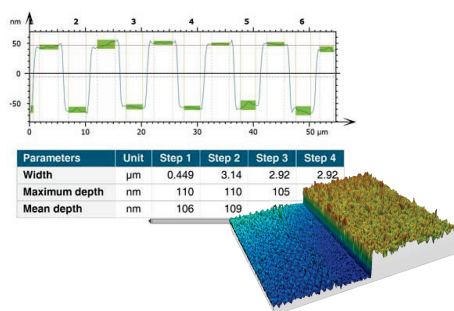 nm 1 2 3 4 5 6
50
0
-50
0 10 20 30 40 50 µm
Parameters Unit Step 1 Step 2 Step 3 Step 4
Width µm 0.449 3.14 2.92 2.92
Maximum depth nm 110 110 105
Mean depth nm 106 109